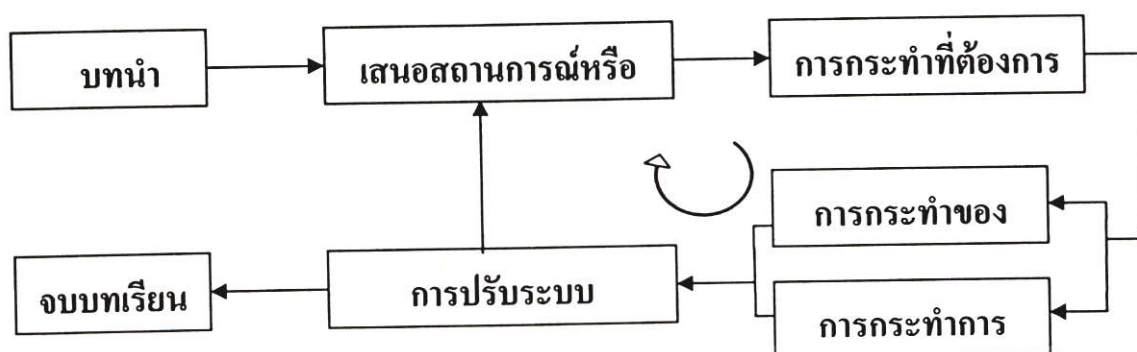 บทนำ
เสนอสถานการณ์หรือ
การกระทำที่ต้องการ
การกระทำของ
จบบทเรียน
การปรับระบบ
การกระทำการ